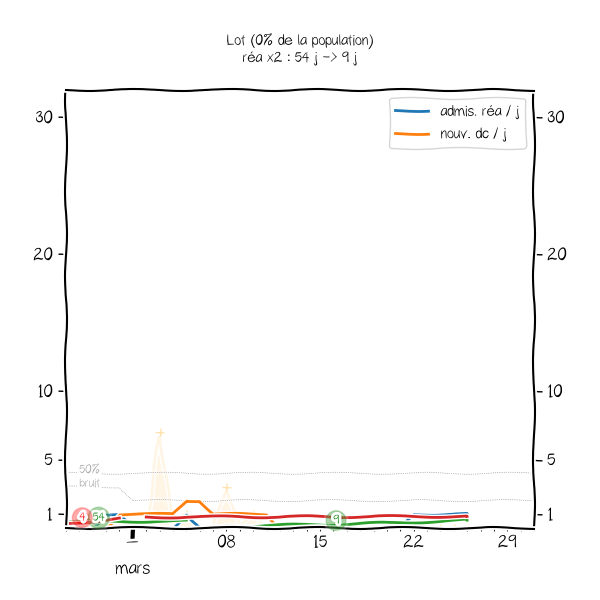 Lot (0% de la population)
réa x2 : 54 j -> 9 j
admis. réa / j
nouv. dc / j
30 30
20 20
10 10
5 5
50%
bruit
1 4 54 9 1
1 08 15 22 29
mars